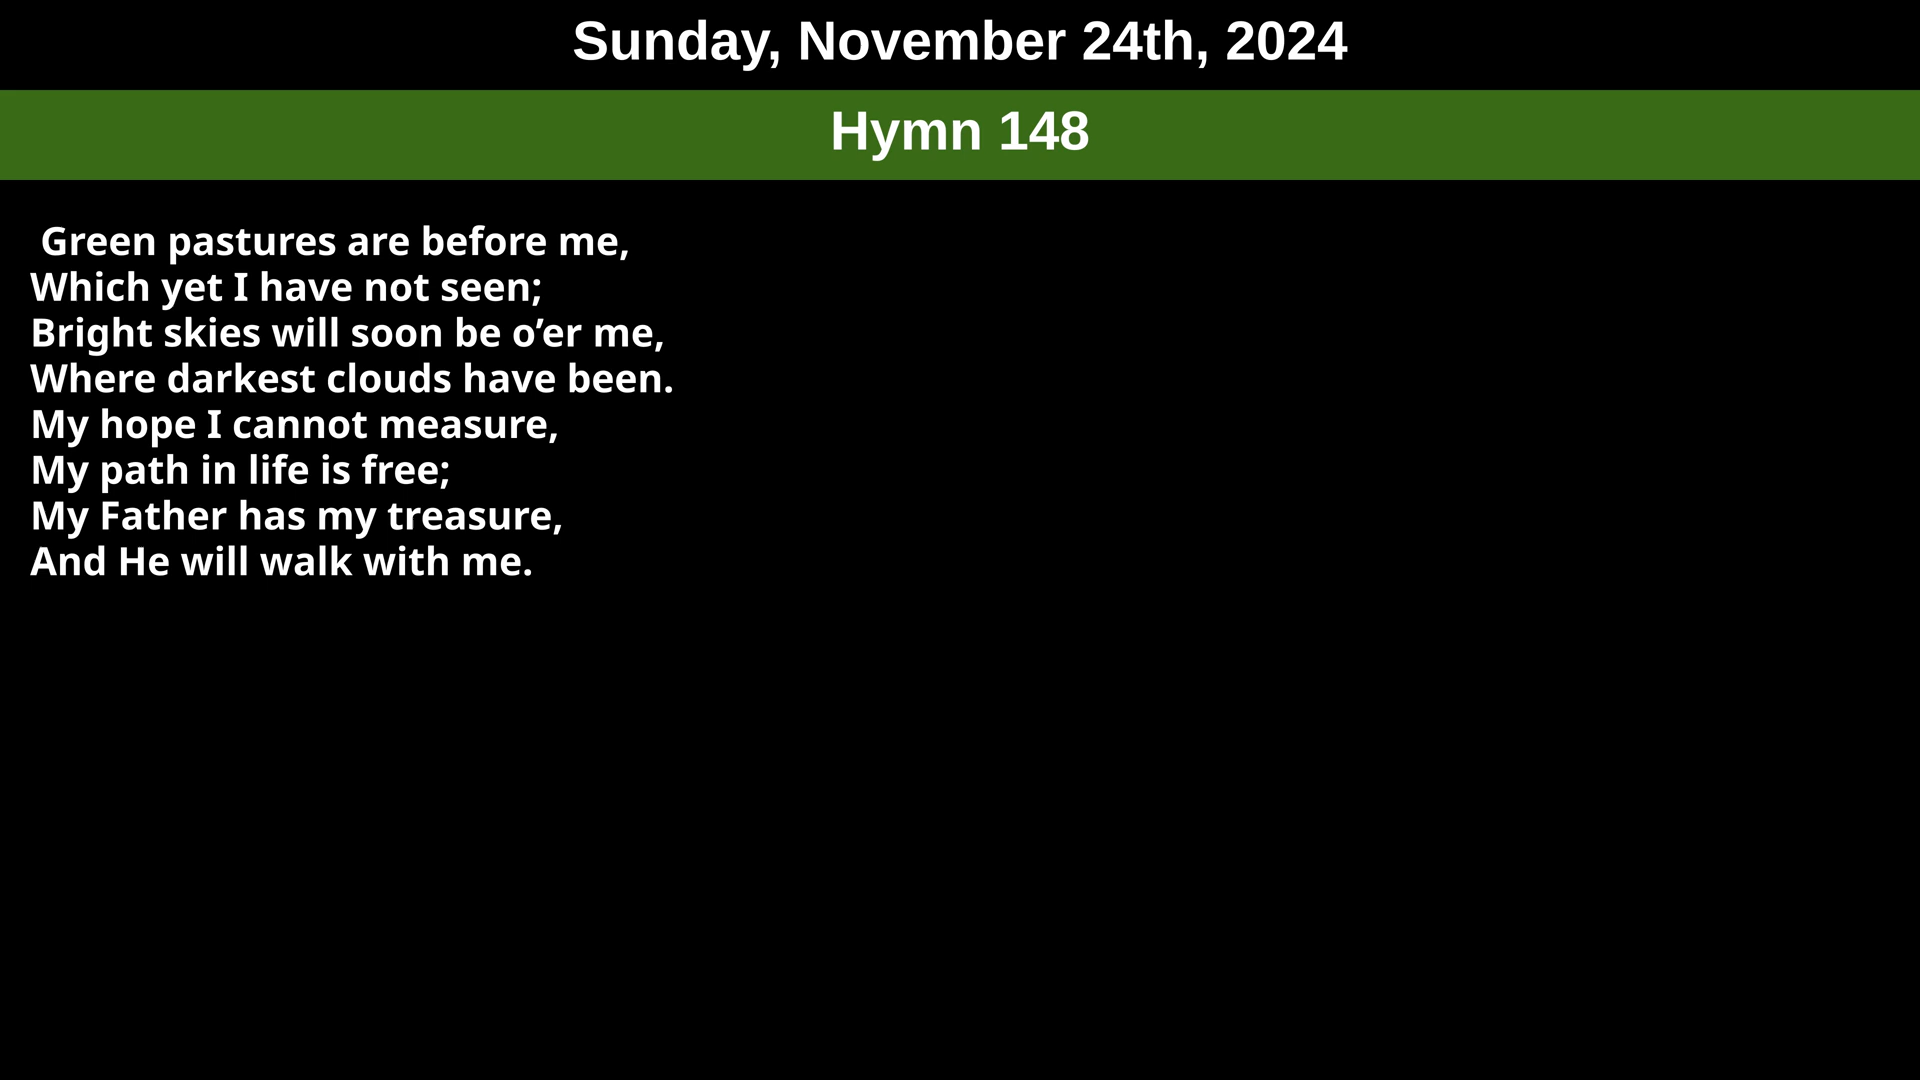 Sunday, November 24th, 2024
Hymn 148
Green pastures are before me,
Which yet I have not seen;
Bright skies will soon be o’er me,
Where darkest clouds have been.
My hope I cannot measure,
My path in life is free;
My Father has my treasure,
And He will walk with me.